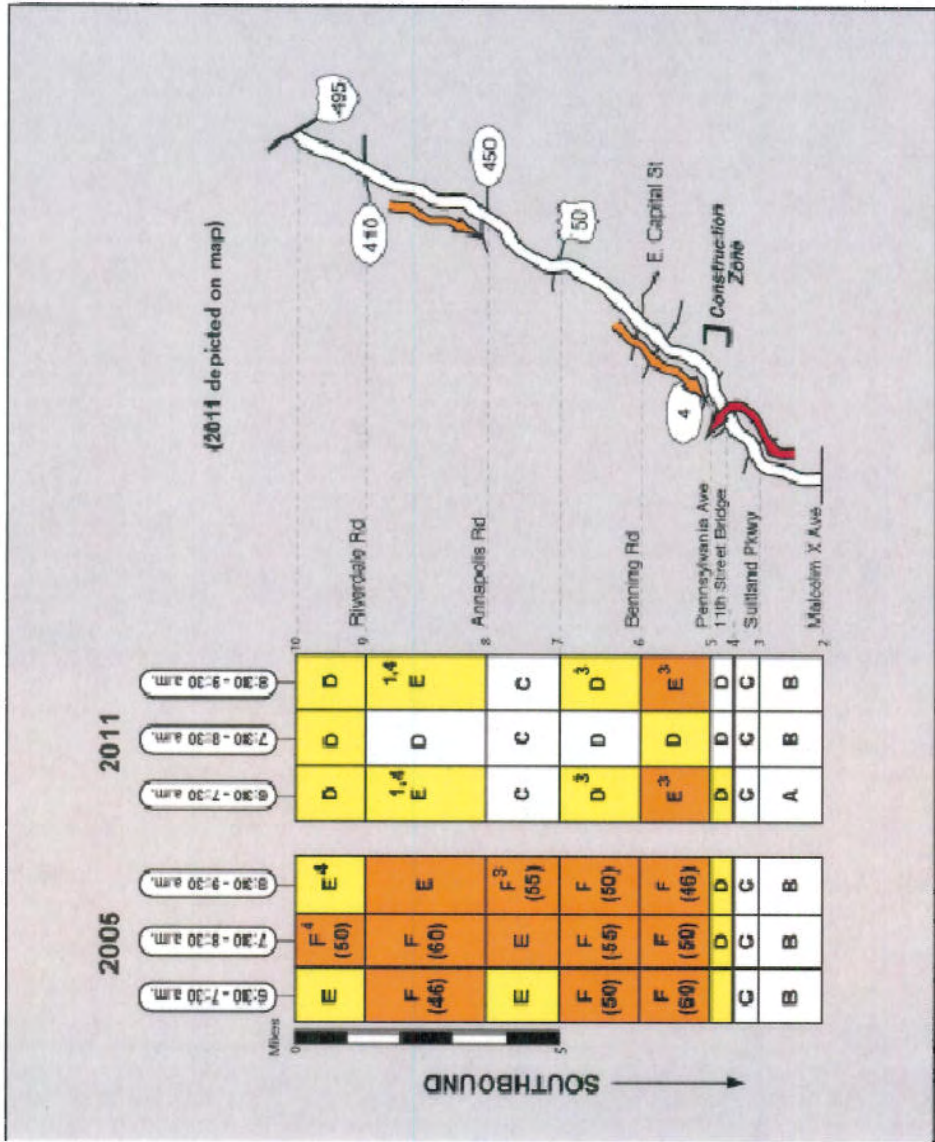 2005
2011
(2011 depicted on map)
6:30 - 7:30 a.m.
7:30 - 8:30 a.m.
8:30 - 9:30 a.m.
6:30 - 7:30 a.m.
7:30 - 8:30 a.m.
8:30 - 9:30 a.m.
Miles
0
5
SOUTHBOUND
E F⁴ (50) E⁴ D D D
F (46) F (60) E E¹·⁴ D E¹·⁴
E E F³ (55) C C C
F (50) F (55) F (50) D³ D D³
F (60) F (50) F (46) E³ D E³
D D D D D
C C C C C C
B B B A B B
10
9 Riverdale Rd
8 Annapolis Rd
7
6 Benning Rd
5 Pennsylvania Ave
4 11th Street Bridge
3 Suitland Pkwy
2 Malcolm X Ave
495
410
450
50
E. Capital St
4
Construction
Zone